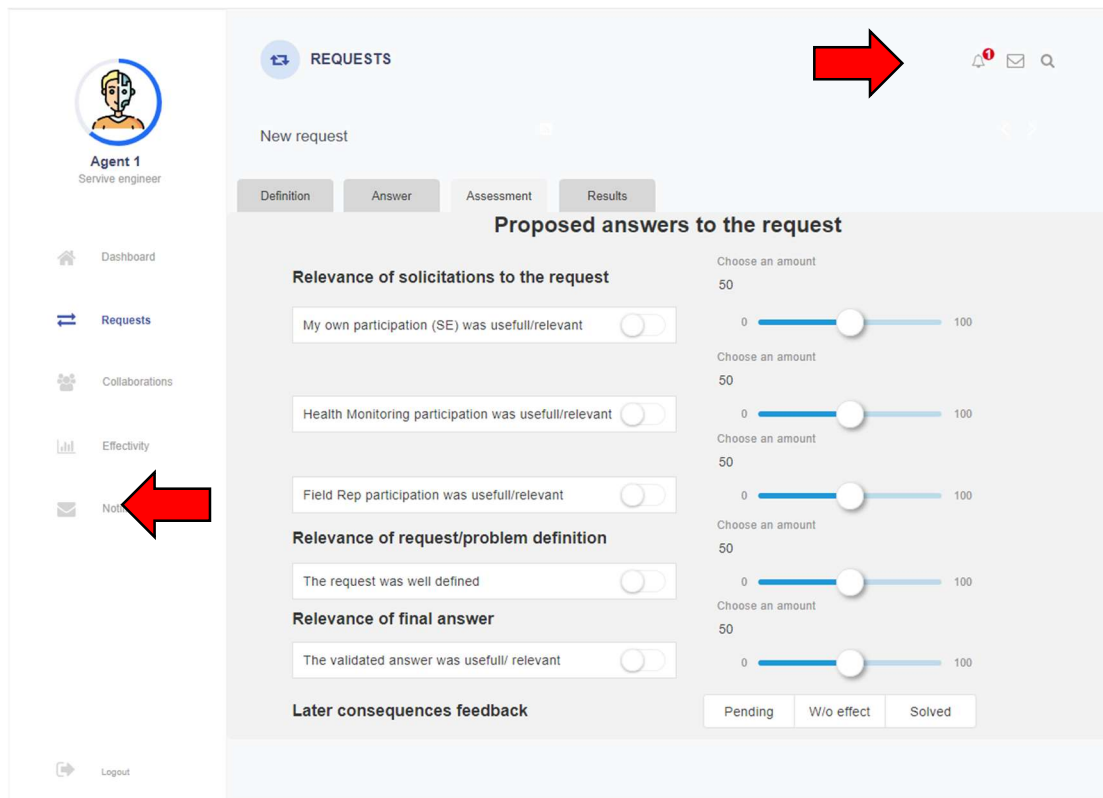 REQUESTS
1
New request
Agent 1
Servive engineer
Dashboard
Requests
Collaborations
Effectivity
Logout
Definition
Answer
Assessment
Results
Proposed answers to the request
Relevance of solicitations to the request
Choose an amount
50
My own participation (SE) was usefull/relevant
0
100
Choose an amount
50
Health Monitoring participation was usefull/relevant
0
100
Choose an amount
50
Field Rep participation was usefull/relevant
0
100
Relevance of request/problem definition
Choose an amount
50
The request was well defined
0
100
Relevance of final answer
Choose an amount
50
The validated answer was usefull/ relevant
0
100
Later consequences feedback
Pending
W/o effect
Solved